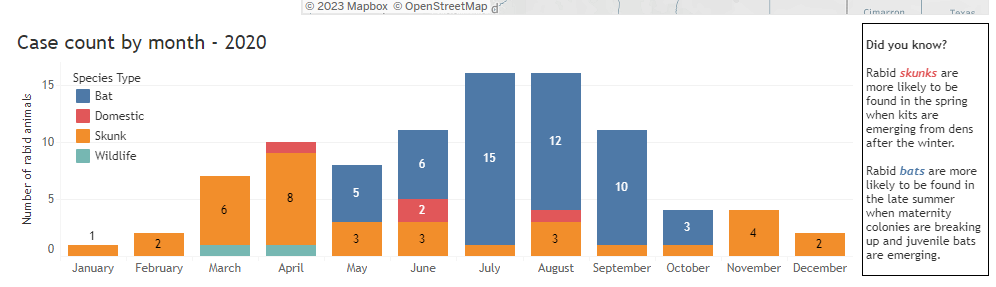 © 2023 Mapbox © OpenStreetMap
Cimarron
Texas
Case count by month - 2020
Did you know?
Rabid skunks are
more likely to be
found in the spring
when kits are
emerging from dens
after the winter.
Rabid bats are more
likely to be found in
the late summer
when maternity
colonies are breaking
up and juvenile bats
are emerging.
Species Type
Bat
Domestic
Skunk
Wildlife
Number of rabid animals
15
10
5
0
1
2
6
8
5
3
6
2
3
15
12
3
10
3
4
2
January
February
March
April
May
June
July
August
September
October
November
December